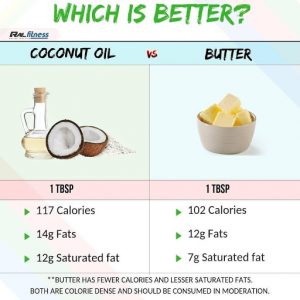 WHICH IS BETTER?
RALfitness
COCONUT OIL vs BUTTER
1 TBSP 1 TBSP
117 Calories 102 Calories
14g Fats 12g Fats
12g Saturated fat 7g Saturated fat
**BUTTER HAS FEWER CALORIES AND LESSER SATURATED FATS.
BOTH ARE COLORIE DENSE AND SHOULD BE CONSUMED IN MODERATION.